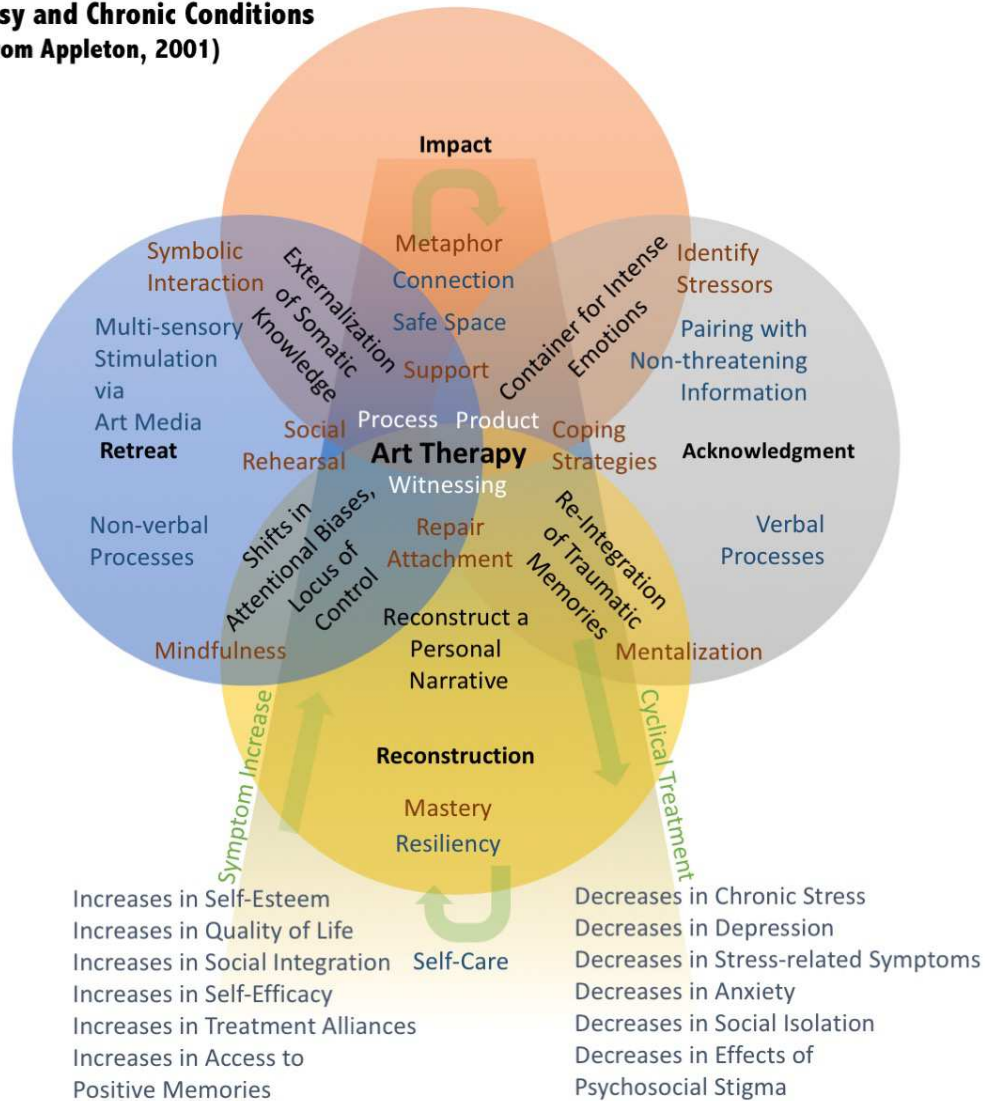 sy and Chronic Conditions
om Appleton, 2001)
Impact
Metaphor
Connection
Safe Space
Support
Symbolic
Interaction
Externalization
of Somatic
Knowledge
Container for Intense
Emotions
Identify
Stressors
Multi-sensory
Stimulation
via
Art Media
Retreat
Pairing with
Non-threatening
Information
Acknowledgment
Social
Rehearsal
Process Product
Art Therapy
Witnessing
Coping
Strategies
Non-verbal
Processes
Shifts in
Attentional Biases,
Locus of
Control
Repair
Attachment
Re-Integration
of Traumatic
Memories
Verbal
Processes
Mindfulness
Reconstruct a
Personal
Narrative
Mentalization
Symptom Increase
Cyclical Treatment
Reconstruction
Mastery
Resiliency
Self-Care
Increases in Self-Esteem
Increases in Quality of Life
Increases in Social Integration
Increases in Self-Efficacy
Increases in Treatment Alliances
Increases in Access to
Positive Memories
Decreases in Chronic Stress
Decreases in Depression
Decreases in Stress-related Symptoms
Decreases in Anxiety
Decreases in Social Isolation
Decreases in Effects of
Psychosocial Stigma